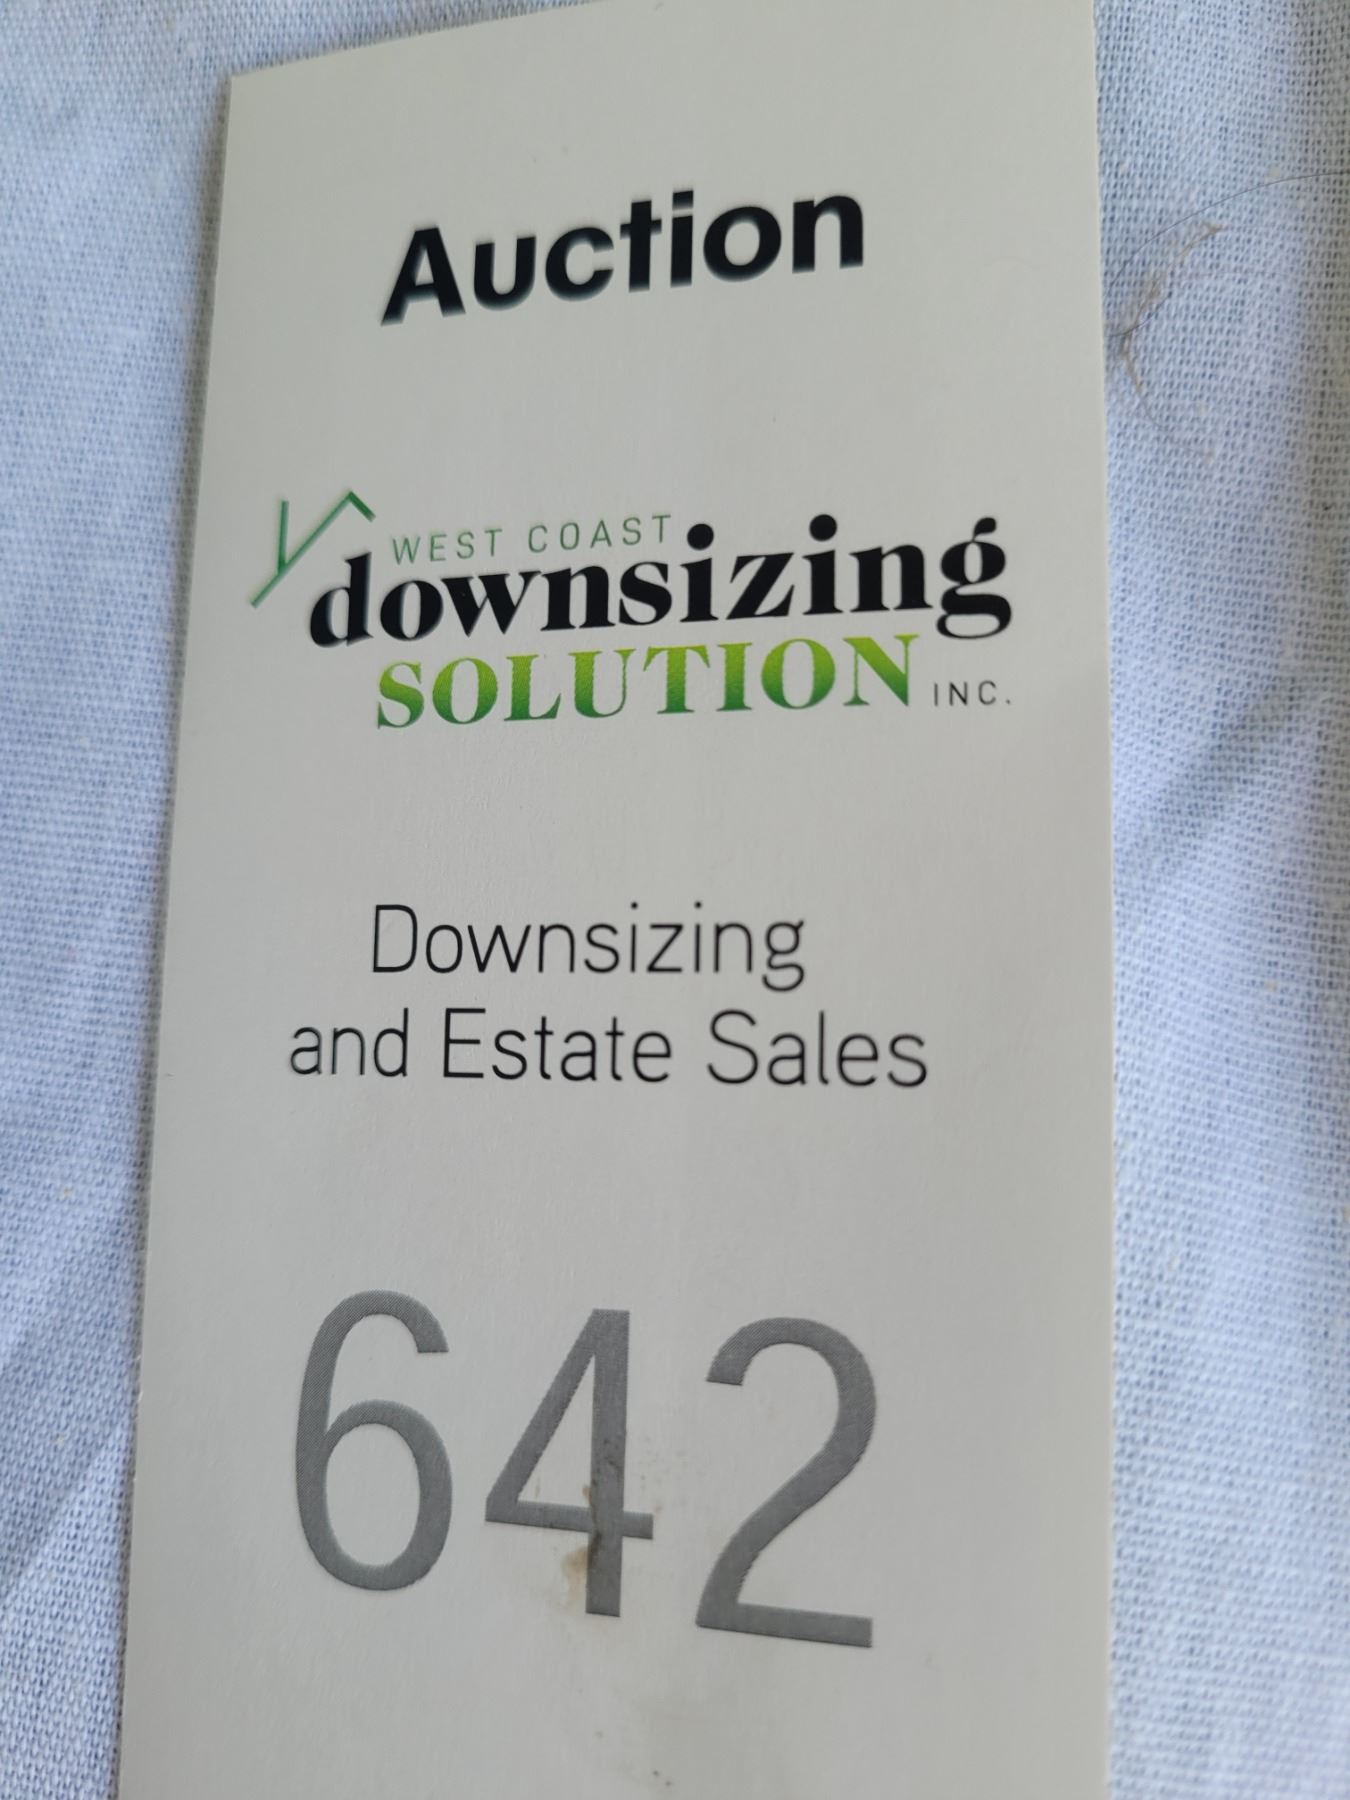 Auction
WEST COAST
downsizing
SOLUTION INC.
Downsizing
and Estate Sales
642